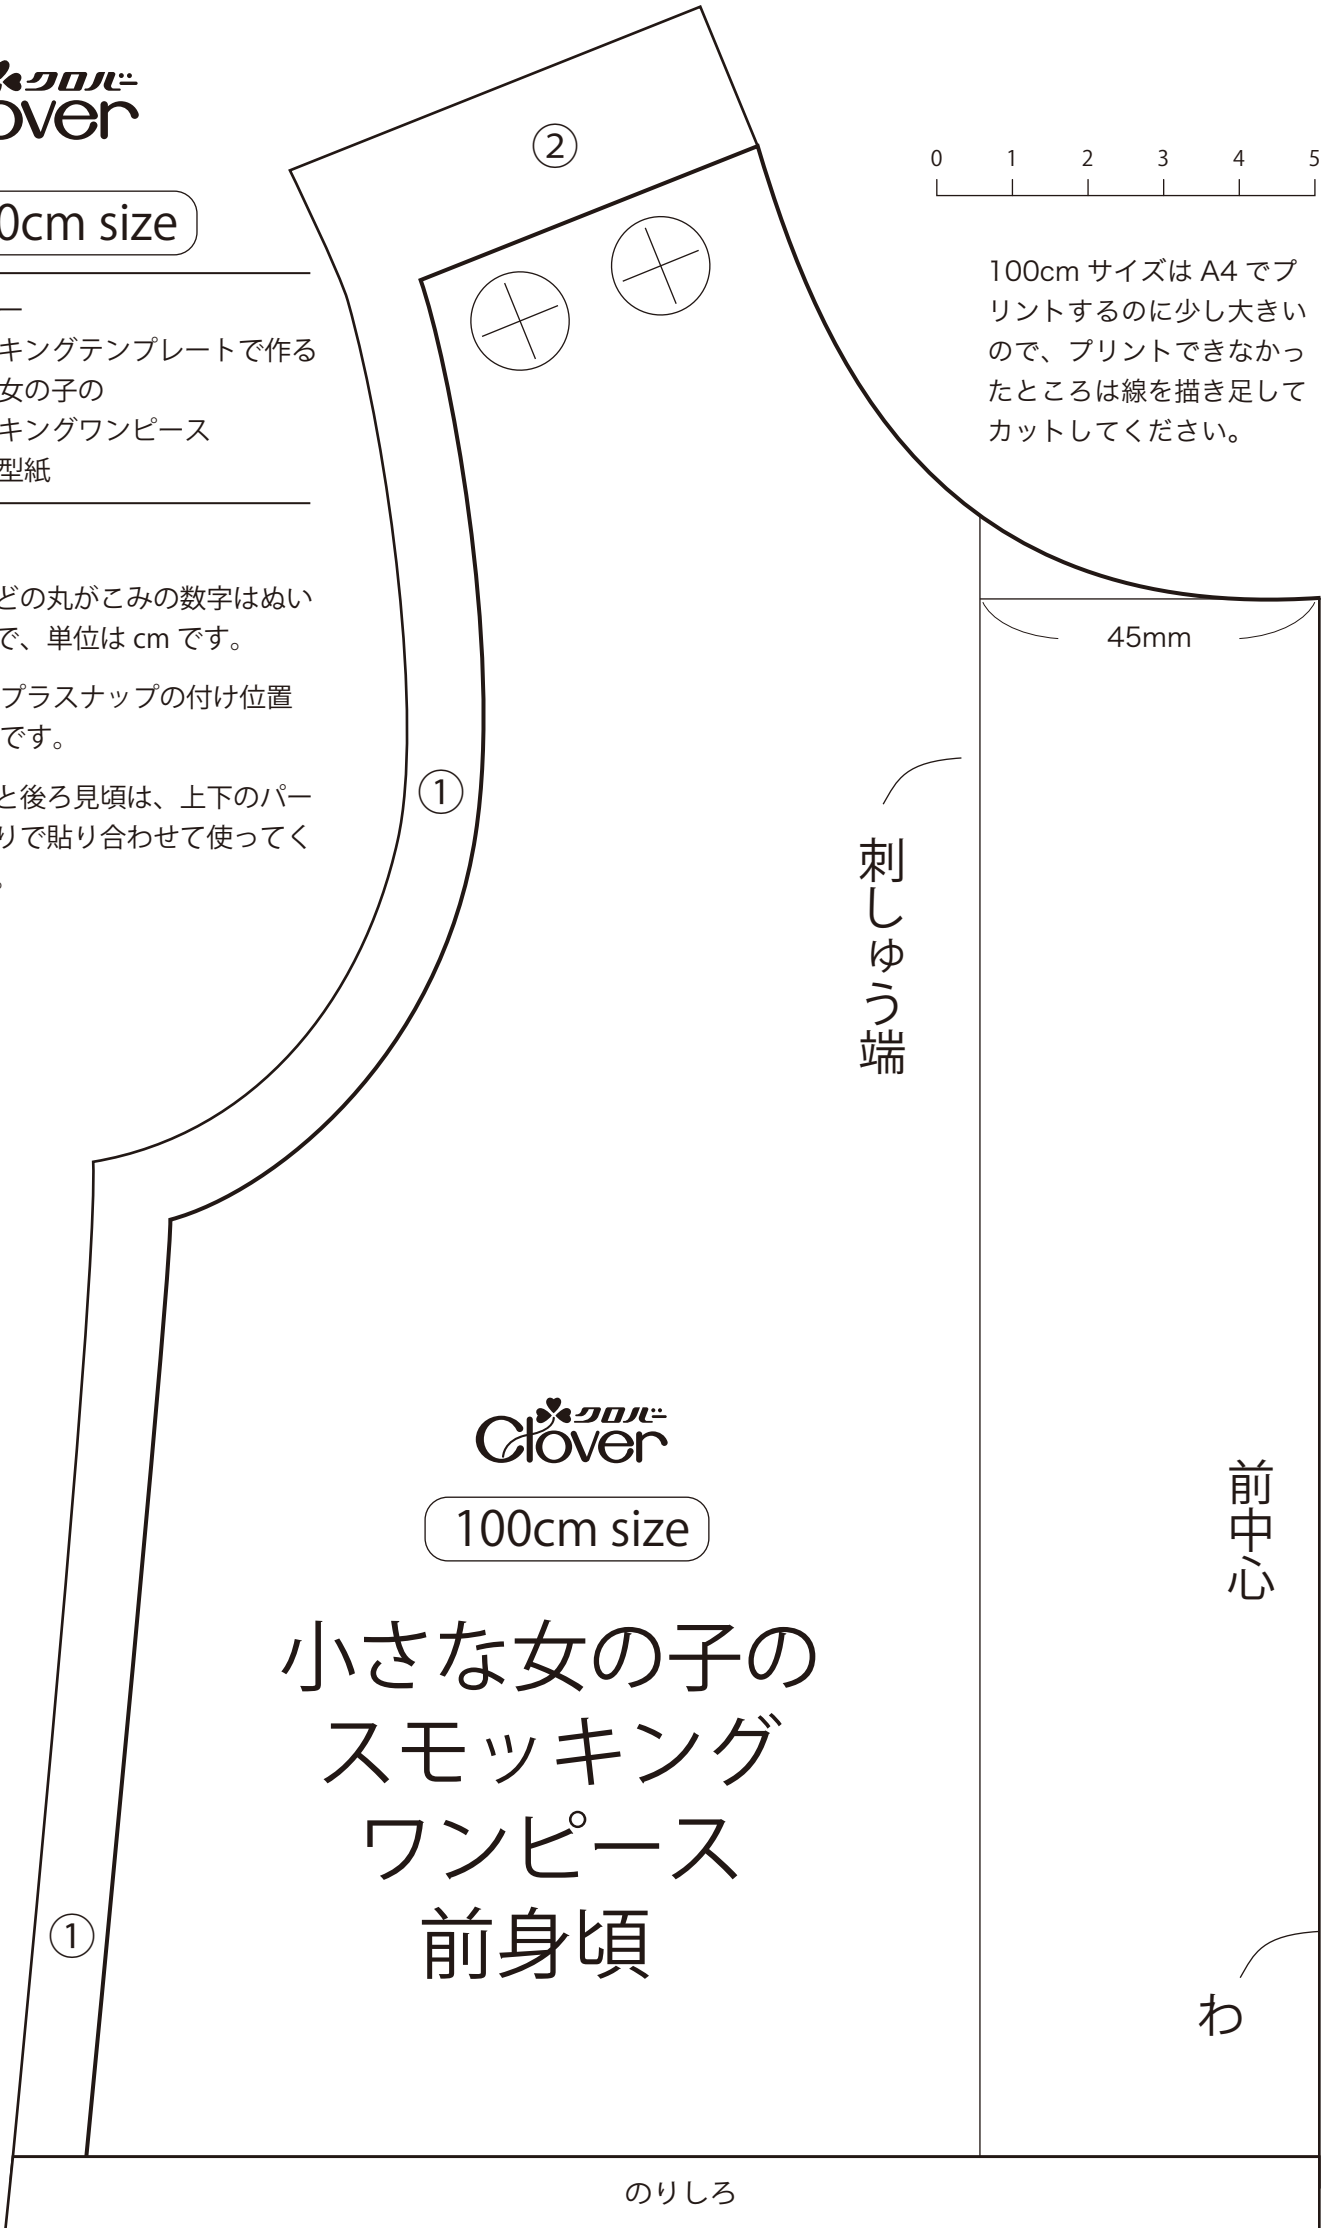 クロバー
over
0cm size
ー
キングテンプレートで作る
女の子の
キングワンピース
型紙
どの丸がこみの数字はぬい
で、単位は cm です。
プラスナップの付け位置
です。
と後ろ見頃は、上下のパー
りで貼り合わせて使ってく
。
②
0 1 2 3 4 5
100cm サイズは A4 でプ
リントするのに少し大きい
ので、プリントできなかっ
たところは線を描き足して
カットしてください。
45mm
①
刺しゅう端
クロバー
Clover
100cm size
小さな女の子の
スモッキング
ワンピース
前身頃
前中心
①
わ
のりしろ